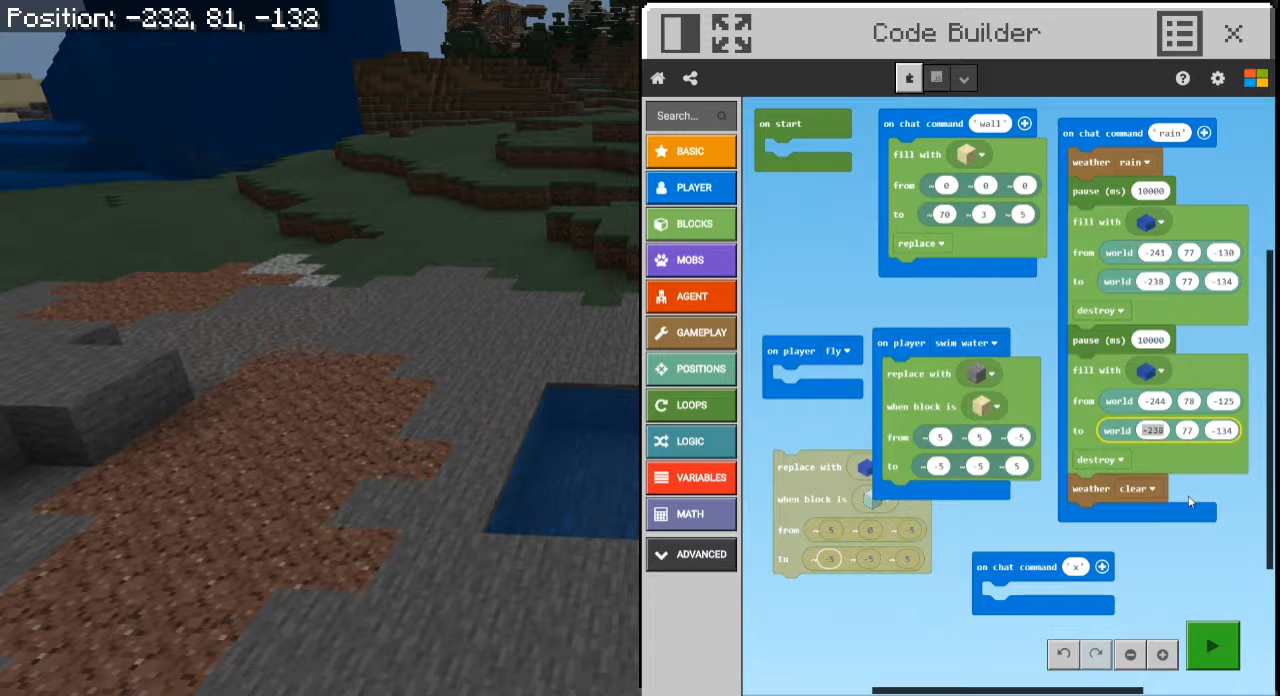 Position: -232, 81, -132
Code Builder
Search...
BASIC
PLAYER
BLOCKS
MOBS
AGENT
GAMEPLAY
POSITIONS
LOOPS
LOGIC
VARIABLES
MATH
ADVANCED
on start
on chat command "wall"
fill with
from ~0 ~0 ~0
to ~70 ~3 ~5
replace
on chat command "rain"
weather rain
pause (ms) 10000
fill with
from world -241 77 -130
to world -238 77 -134
destroy
pause (ms) 10000
fill with
from world -244 78 -125
to world -238 77 -134
destroy
weather clear
on player fly
on player swim water
replace with
when block is
from ~5 ~5 ~-5
to ~-5 ~-5 ~5
replace with
when block is
from ~5 ~0 ~-5
to ~-5 ~-5 ~5
on chat command "x"